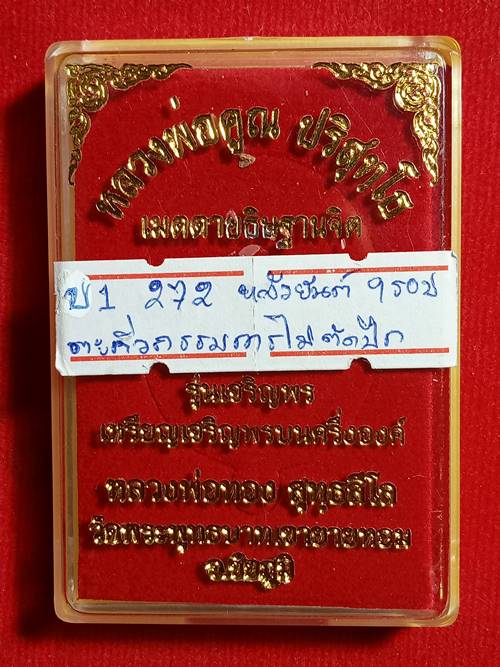 หลวงพ่อคูณ ปริสุทโธ
เมตตาอธิษฐานจิต
ป 1 272 หลังยันต์ 9 รอบ
ตะกั่วกรรมการไม่ตัดปีก
รุ่นเจริญพร
เหรียญเจริญพรบนครึ่งองค์
หลวงพ่อทอง สุทธสีโล
วัดพระพุทธบาทเขายายหอม
จ.ชัยภูมิ